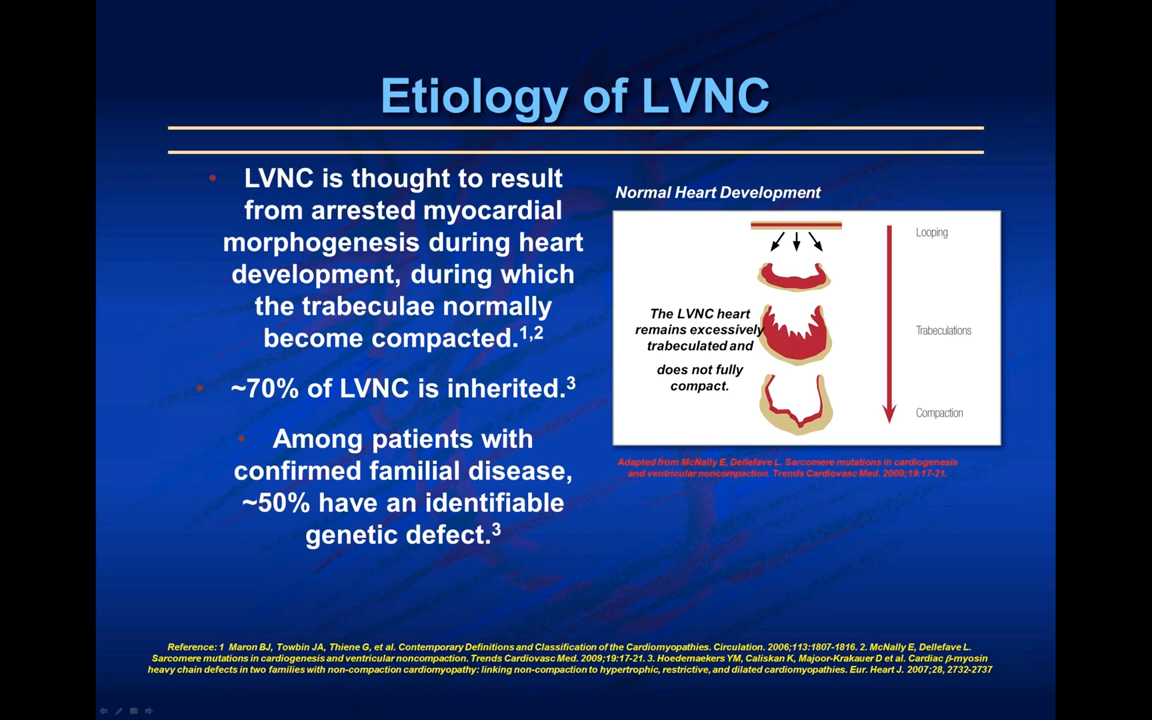 Etiology of LVNC
• LVNC is thought to result
from arrested myocardial
morphogenesis during heart
development, during which
the trabeculae normally
become compacted.1,2
• ~70% of LVNC is inherited.3
• Among patients with
confirmed familial disease,
~50% have an identifiable
genetic defect.3
Normal Heart Development
Looping
The LVNC heart
remains excessively
trabeculated and
does not fully
compact.
Trabeculations
Compaction
Adapted from McNally E, Dellefave L. Sarcomere mutations in cardiogenesis
and ventricular noncompaction. Trends Cardiovasc Med. 2009;19:17-21.
Reference: 1 Maron BJ, Towbin JA, Thiene G, et al. Contemporary Definitions and Classification of the Cardiomyopathies. Circulation. 2006;113:1807-1816. 2. McNally E, Dellefave L.
Sarcomere mutations in cardiogenesis and ventricular noncompaction. Trends Cardiovasc Med. 2009;19:17-21. 3. Hoedemaekers YM, Caliskan K, Majoor-Krakauer D et al. Cardiac β-myosin
heavy chain defects in two families with non-compaction cardiomyopathy: linking non-compaction to hypertrophic, restrictive, and dilated cardiomyopathies. Eur. Heart J. 2007;28, 2732-2737